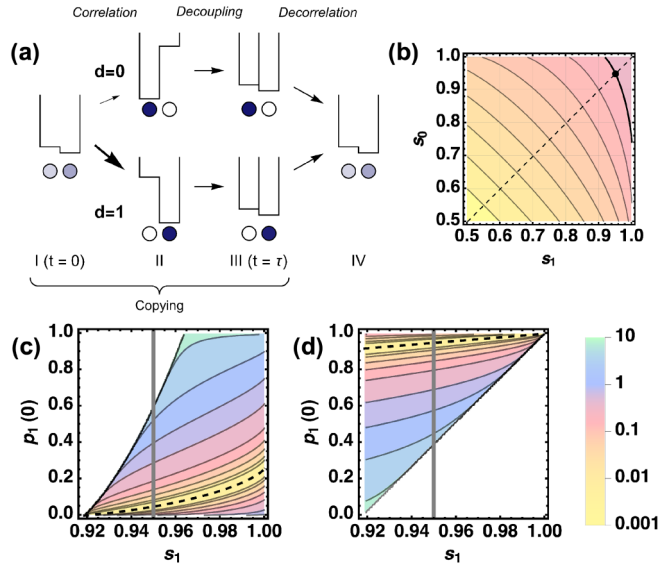 Correlation Decoupling Decorrelation
(a)
d=0
d=1
I (t = 0) II III (t = τ) IV
Copying
(b)
1.0
0.9
0.8
0.7
0.6
0.5
s0
0.5 0.6 0.7 0.8 0.9 1.0
s1
(c)
1.0
0.8
0.6
0.4
0.2
0.0
p1 (0)
0.92 0.94 0.96 0.98 1.00
s1
(d)
1.0
0.8
0.6
0.4
0.2
0.0
p1 (0)
0.92 0.94 0.96 0.98 1.00
s1
10
1
0.1
0.01
0.001